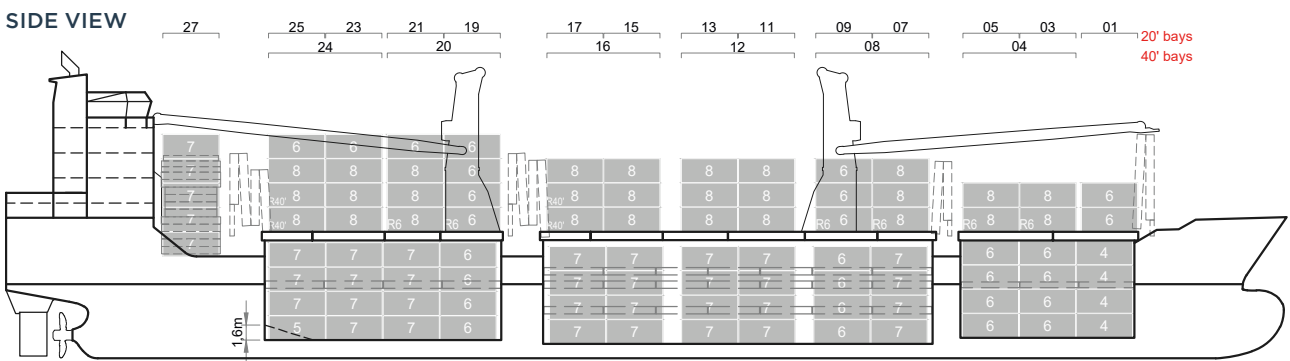 SIDE VIEW
27 25 23 21 19 17 15 13 11 09 07 05 03 01 20' bays
24 20 16 12 08 04 40' bays
7 6 6 6 6
7 8 8 8 8 8 8 8 8 6 8
7 R40' 8 8 8 8 R40' 8 8 8 8 6 8 8 8 6
7 R40' 8 8 R6 8 R6 8 R40' 8 8 8 8 R6 6 R6 8 R6 8 R6 8 6
7 7 7 7 6 7 7 7 7 6 7 6 6 4
7 7 7 6 7 7 7 7 6 7 6 6 4
7 7 7 6 7 7 7 7 6 7 6 6 4
1,6m 5 7 7 6 7 7 7 7 6 7 6 6 4